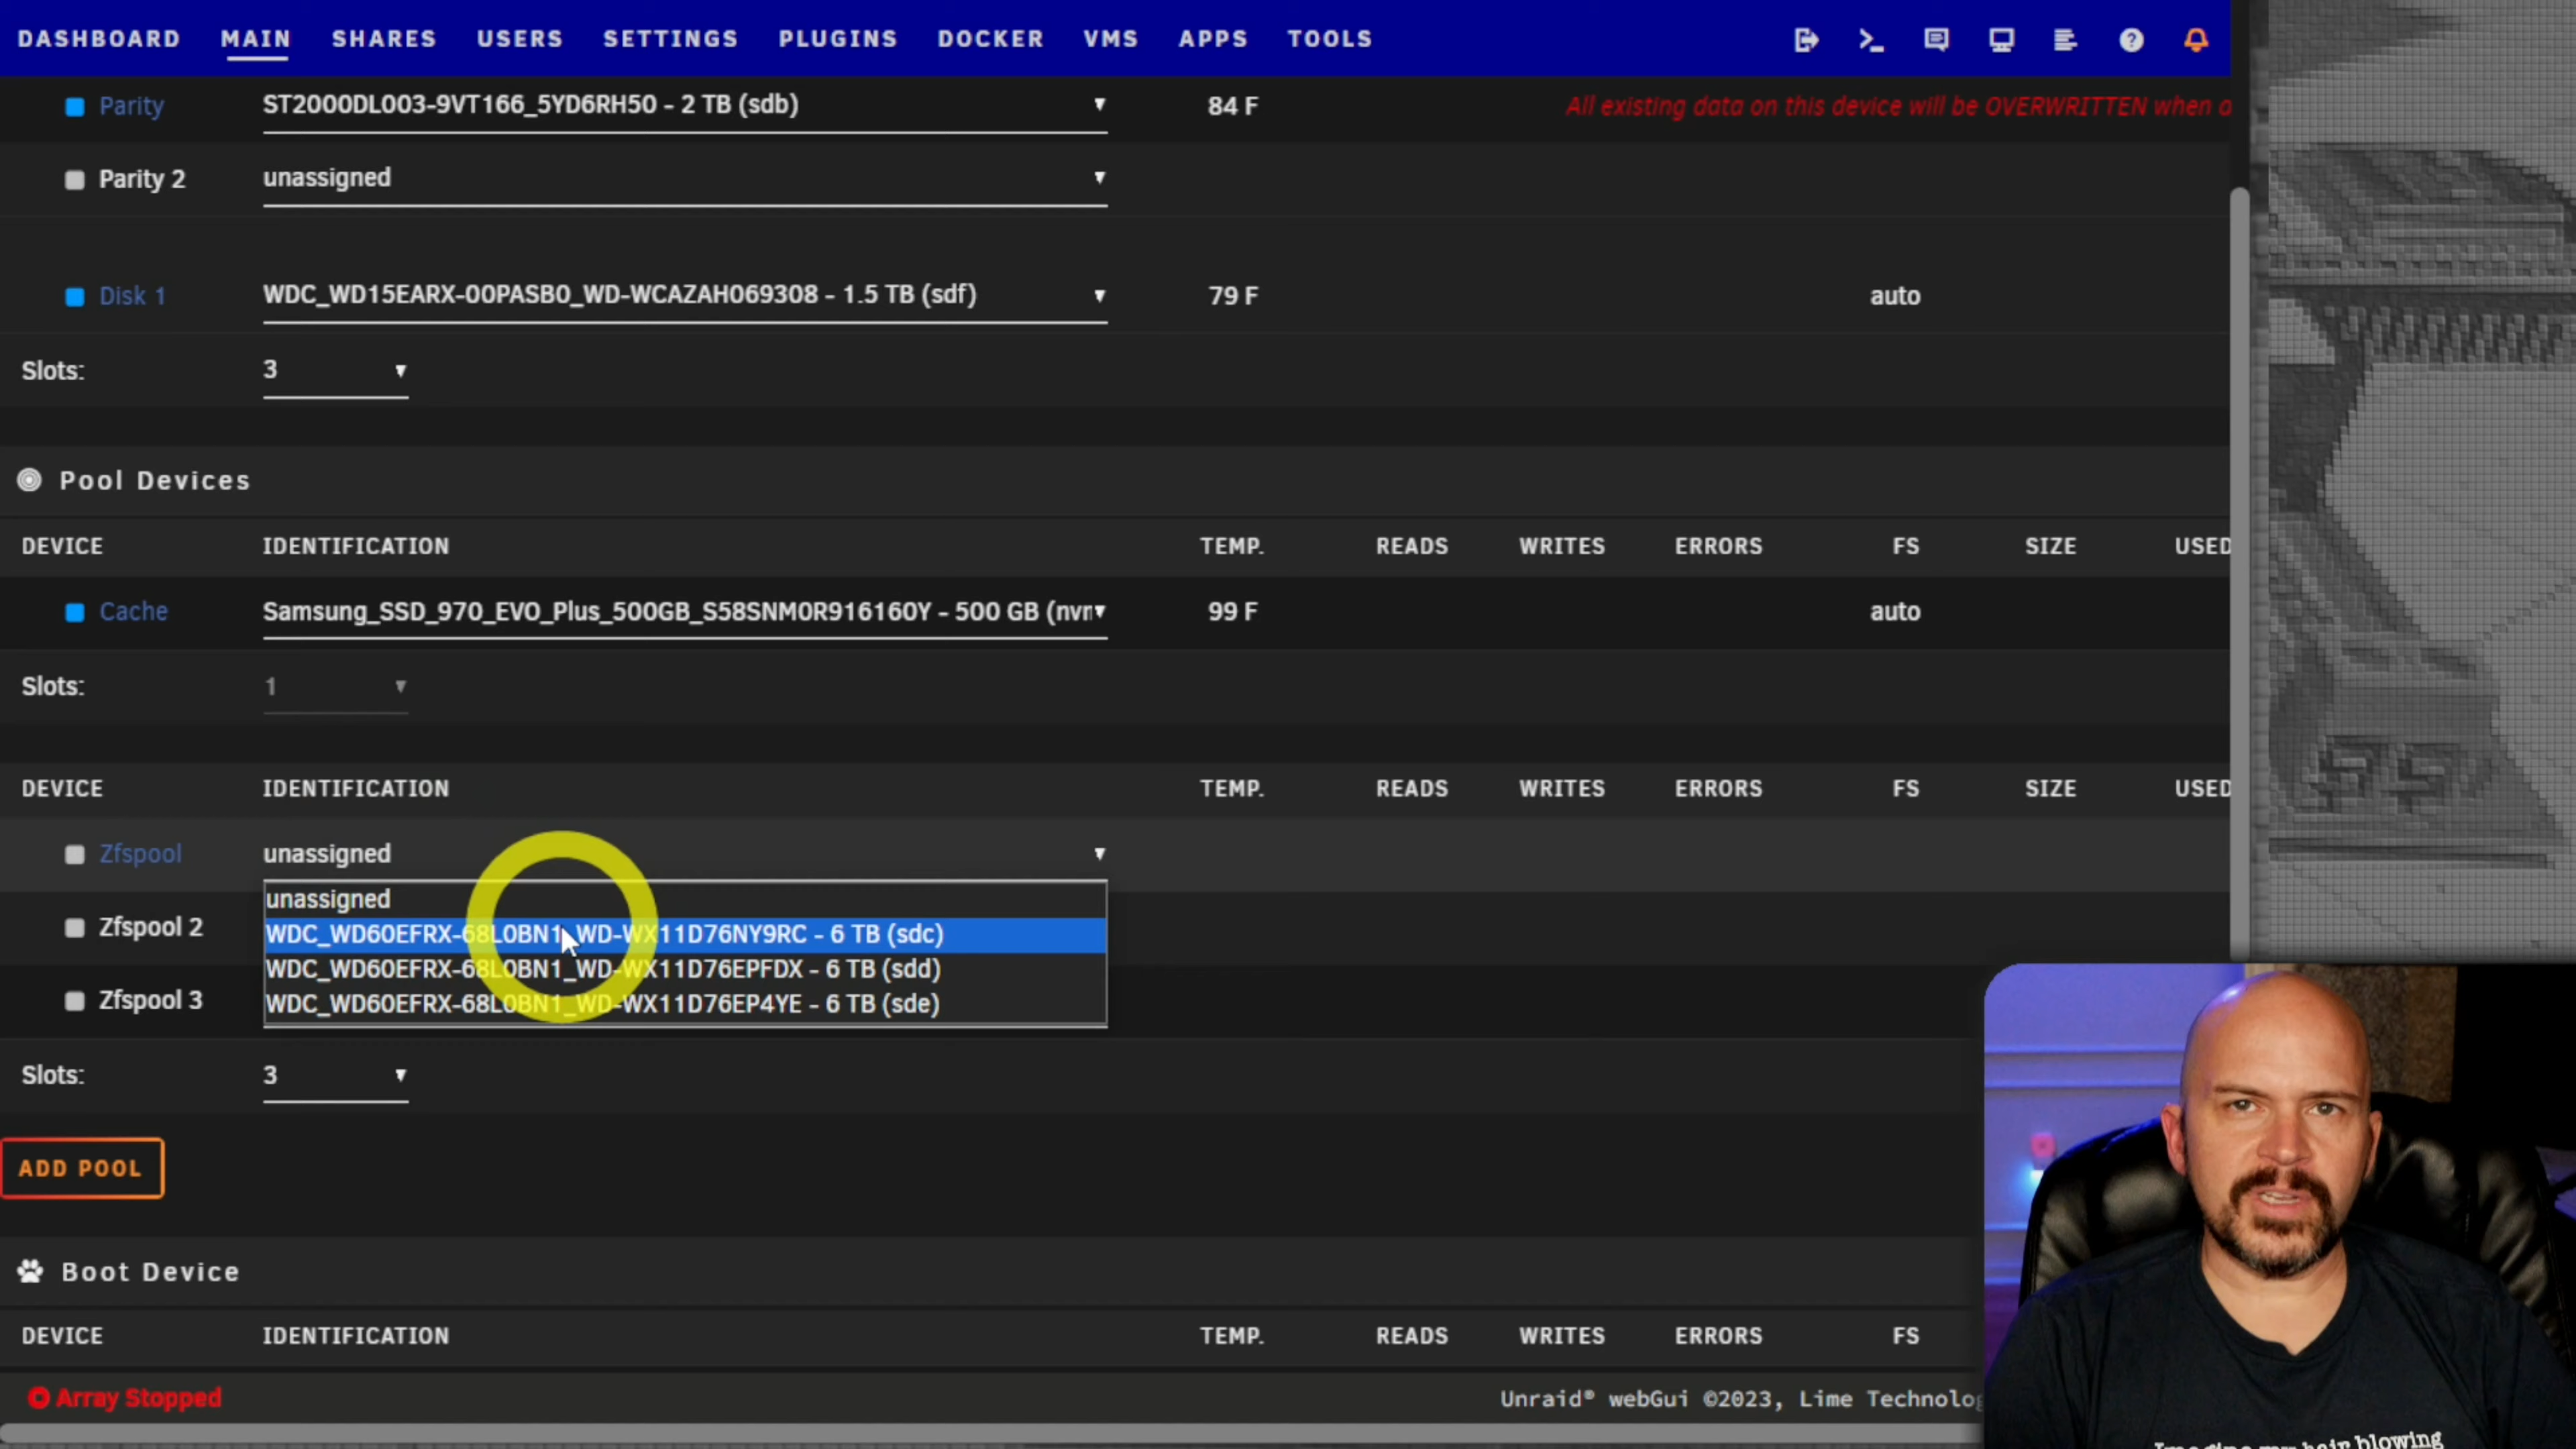 DASHBOARD MAIN SHARES USERS SETTINGS PLUGINS DOCKER VMS APPS TOOLS
Parity ST2000DL003-9VT166_5YD6RH50 - 2 TB (sdb) 84 F All existing data on this device will be OVERWRITTEN when
Parity 2 unassigned
Disk 1 WDC_WD15EARX-00PASB0_WD-WCAZAH069308 - 1.5 TB (sdf) 79 F auto
Slots: 3
Pool Devices
DEVICE IDENTIFICATION TEMP. READS WRITES ERRORS FS SIZE USED
Cache Samsung_SSD_970_EVO_Plus_500GB_S58SNM0R916160Y - 500 GB (nvm 99 F auto
Slots: 1
DEVICE IDENTIFICATION TEMP. READS WRITES ERRORS FS SIZE USED
Zfspool unassigned
unassigned
Zfspool 2 WDC_WD60EFRX-68L0BN1_WD-WX11D76NY9RC - 6 TB (sdc)
WDC_WD60EFRX-68L0BN1_WD-WX11D76EPFDX - 6 TB (sdd)
Zfspool 3 WDC_WD60EFRX-68L0BN1_WD-WX11D76EP4YE - 6 TB (sde)
Slots: 3
ADD POOL
Boot Device
DEVICE IDENTIFICATION TEMP. READS WRITES ERRORS FS
Array Stopped Unraid® webGui ©2023, Lime Technolog
Imagine my hair blowing